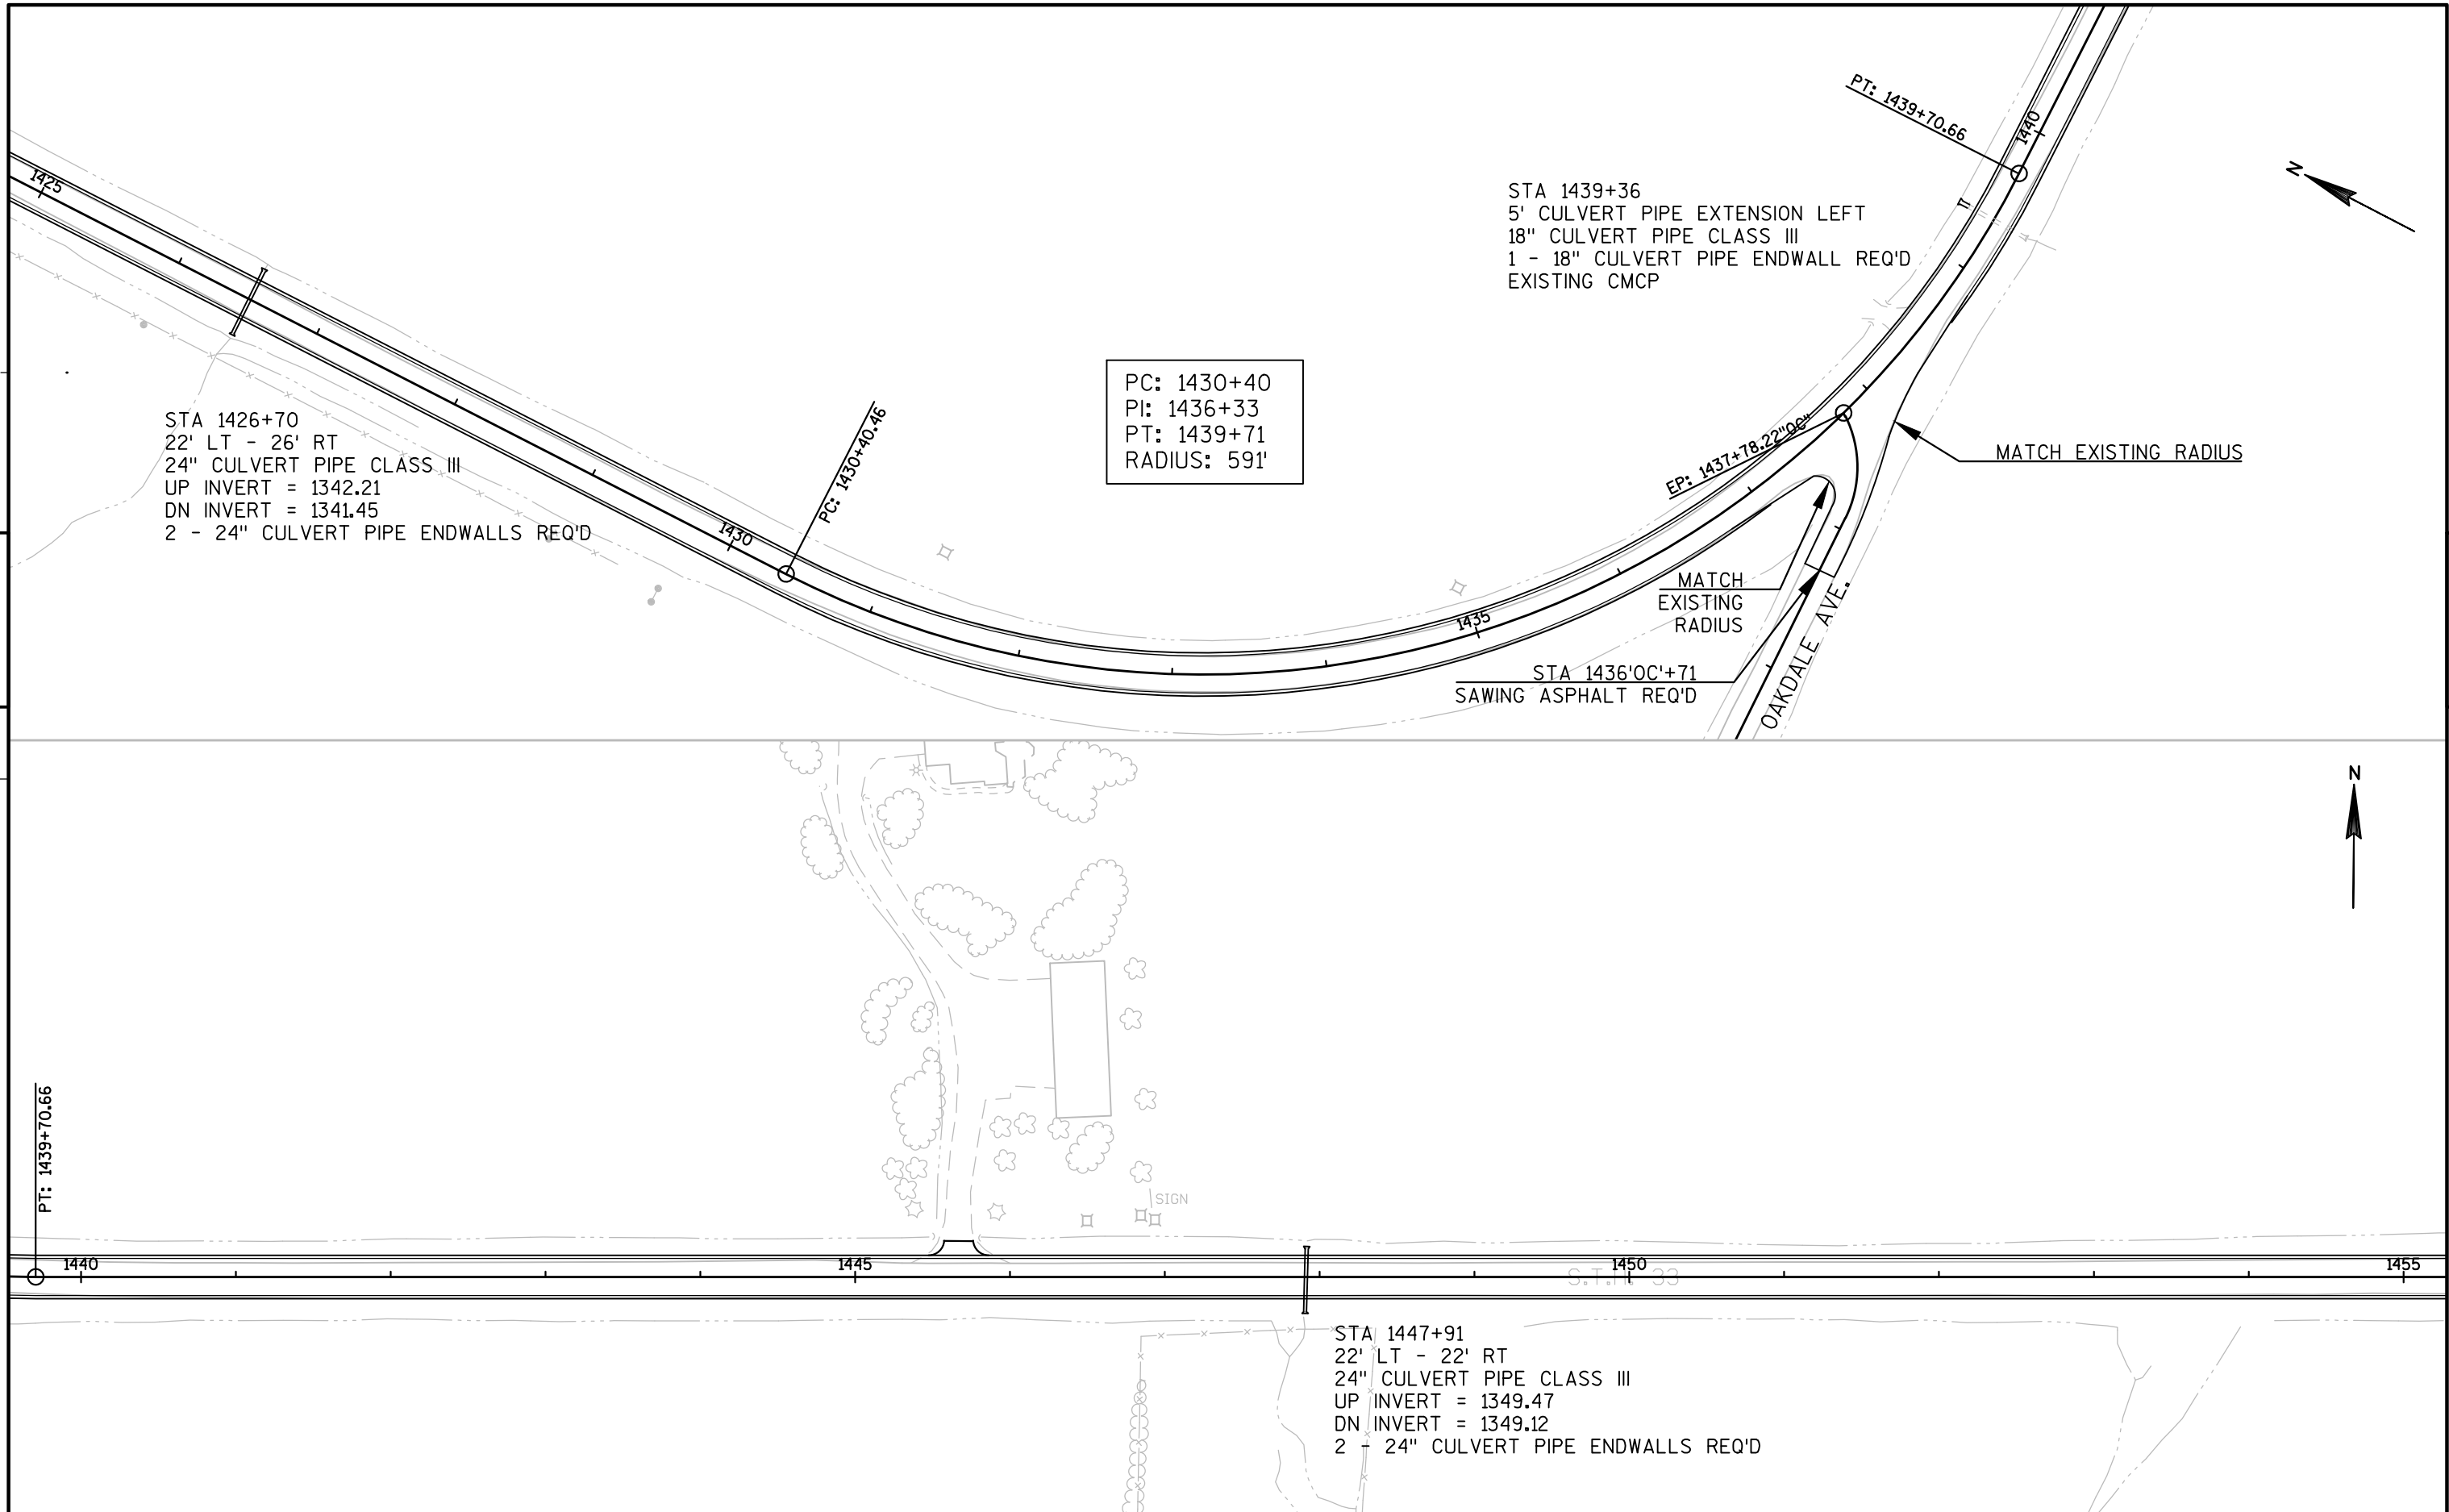 PT: 1439+70.66
1440
N
1425
STA 1439+36
5' CULVERT PIPE EXTENSION LEFT
18" CULVERT PIPE CLASS III
1 - 18" CULVERT PIPE ENDWALL REQ'D
EXISTING CMCP
PC: 1430+40
PI: 1436+33
PT: 1439+71
RADIUS: 591'
STA 1426+70
22' LT - 26' RT
24" CULVERT PIPE CLASS III
UP INVERT = 1342.21
DN INVERT = 1341.45
2 - 24" CULVERT PIPE ENDWALLS REQ'D
PC: 1430+40.46
1430
EP: 1437+78.22"OC"
MATCH EXISTING RADIUS
MATCH
EXISTING
RADIUS
1435
STA 1436'OC'+71
SAWING ASPHALT REQ'D
OAKDALE AVE.
N
PT: 1439+70.66
SIGN
1440
1445
1450
1455
S.T.H. 33
STA 1447+91
22' LT - 22' RT
24" CULVERT PIPE CLASS III
UP INVERT = 1349.47
DN INVERT = 1349.12
2 - 24" CULVERT PIPE ENDWALLS REQ'D